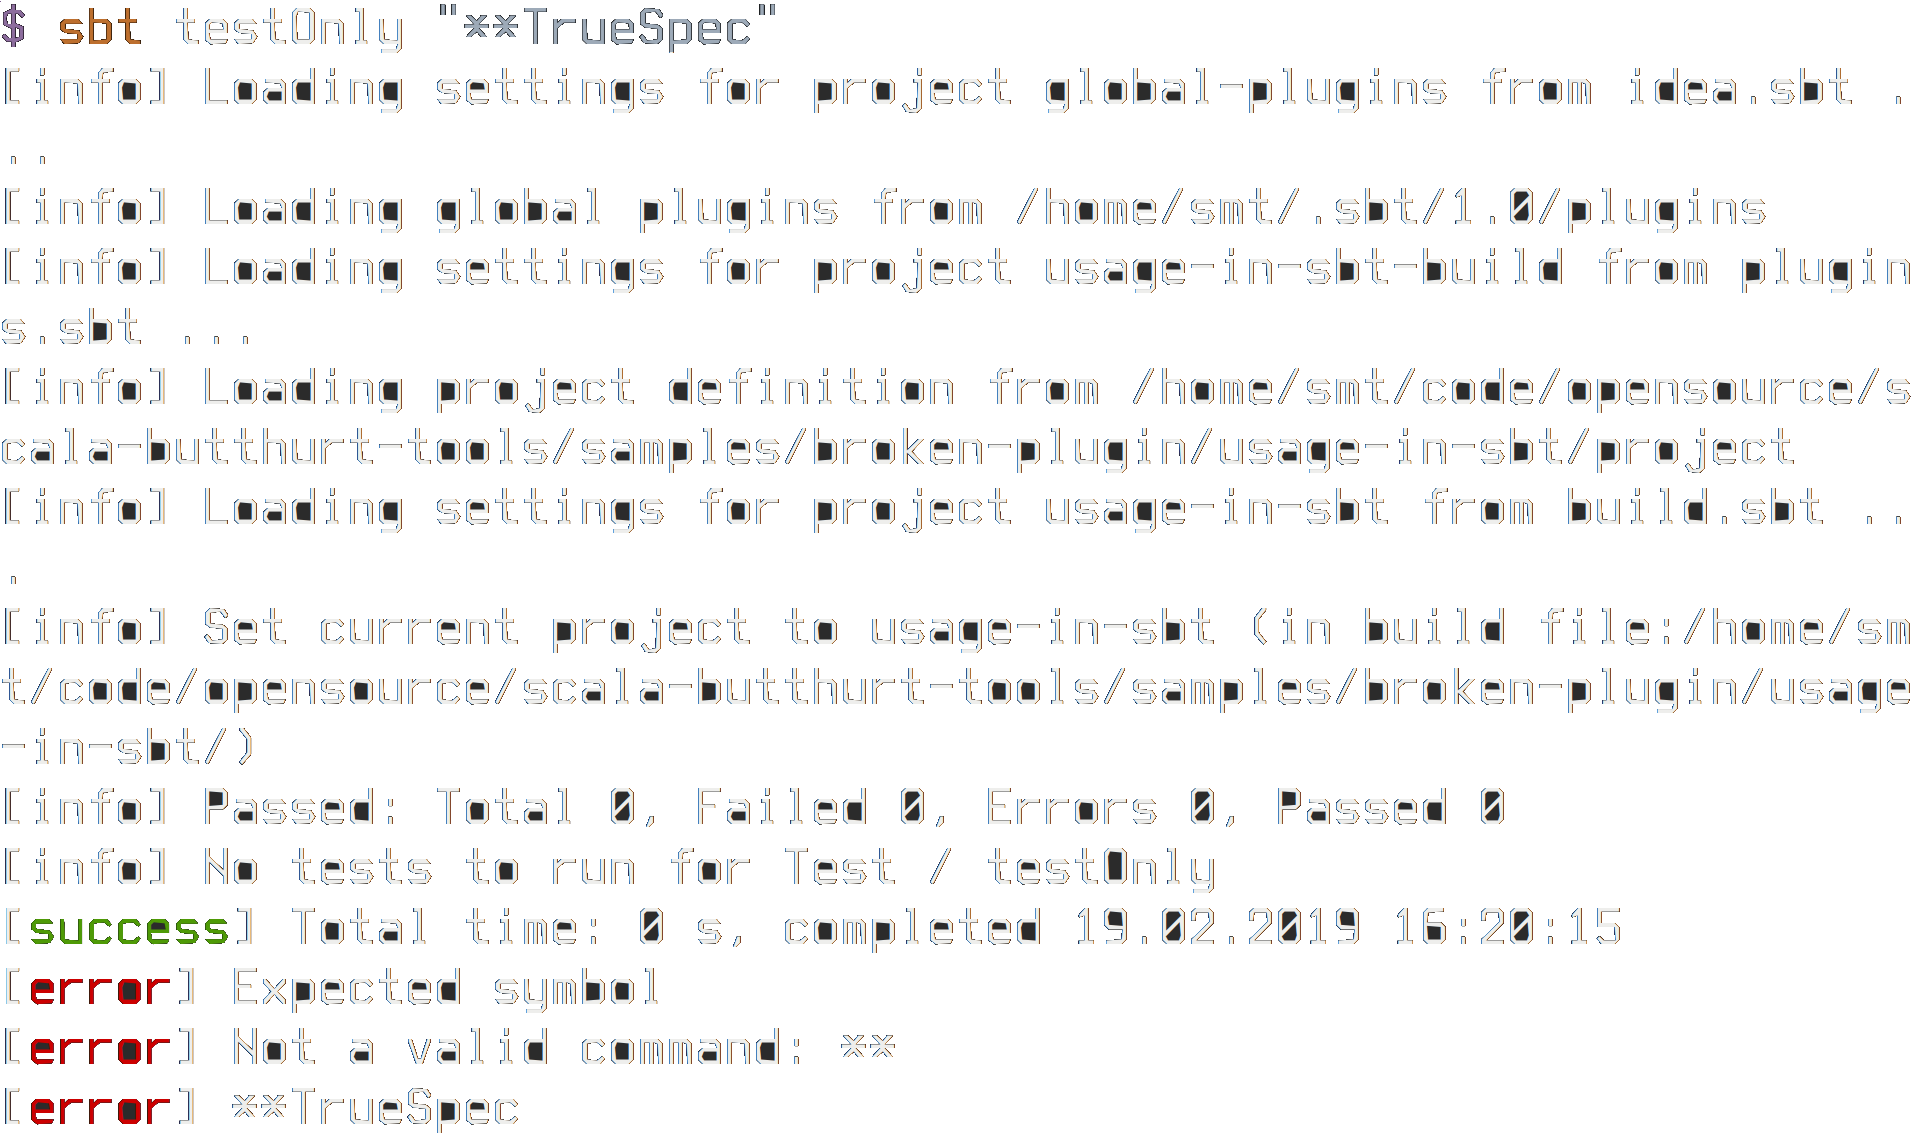 $ sbt testOnly "**TrueSpec"
[info] Loading settings for project global-plugins from idea.sbt .
..
[info] Loading global plugins from /home/smt/.sbt/1.0/plugins
[info] Loading settings for project usage-in-sbt-build from plugin
s.sbt ...
[info] Loading project definition from /home/smt/code/opensource/s
cala-butthurt-tools/samples/broken-plugin/usage-in-sbt/project
[info] Loading settings for project usage-in-sbt from build.sbt ..
.
[info] Set current project to usage-in-sbt (in build file:/home/sm
t/code/opensource/scala-butthurt-tools/samples/broken-plugin/usage
-in-sbt/)
[info] Passed: Total 0, Failed 0, Errors 0, Passed 0
[info] No tests to run for Test / testOnly
[success] Total time: 0 s, completed 19.02.2019 16:20:15
[error] Expected symbol
[error] Not a valid command: **
[error] **TrueSpec